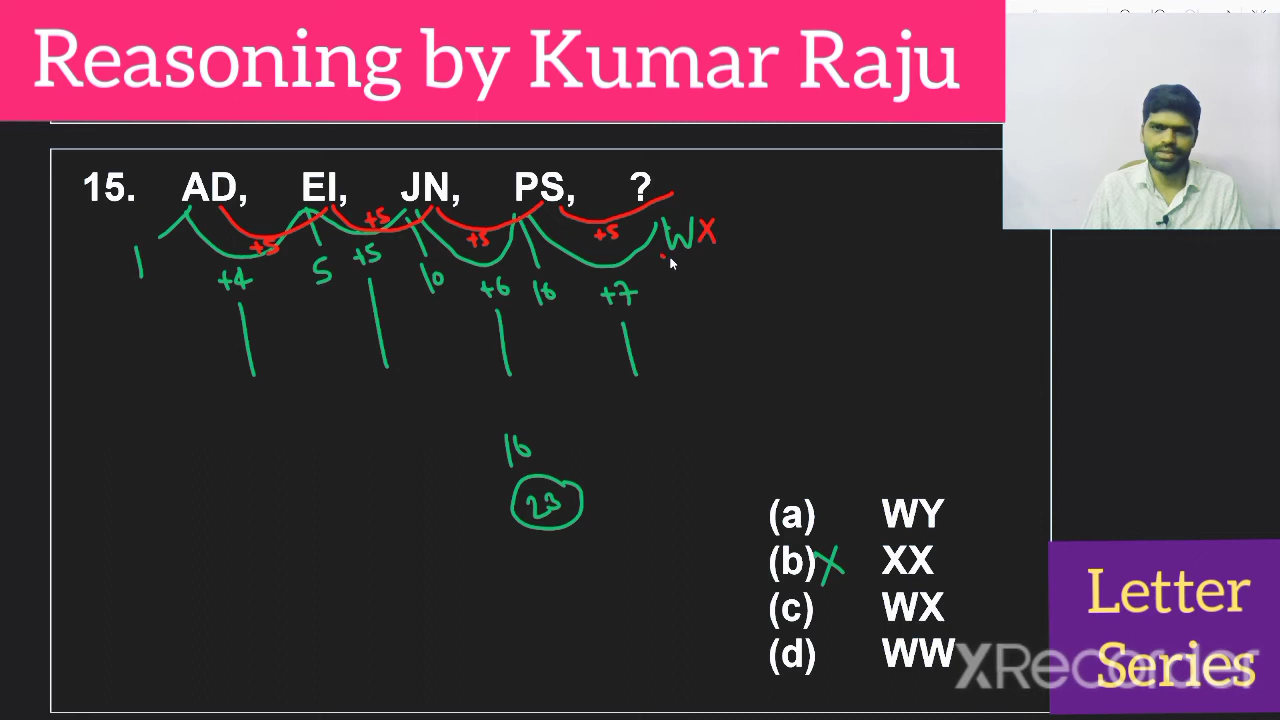 Reasoning by Kumar Raju
15. AD, EI, JN, PS, ?
WX
+5 +5 +5 +5
1 +4 5 +5 10 +6 16 +7
16
23
(a) WY
(b) X XX
(c) WX
(d) WW
XRecorder
Letter
Series